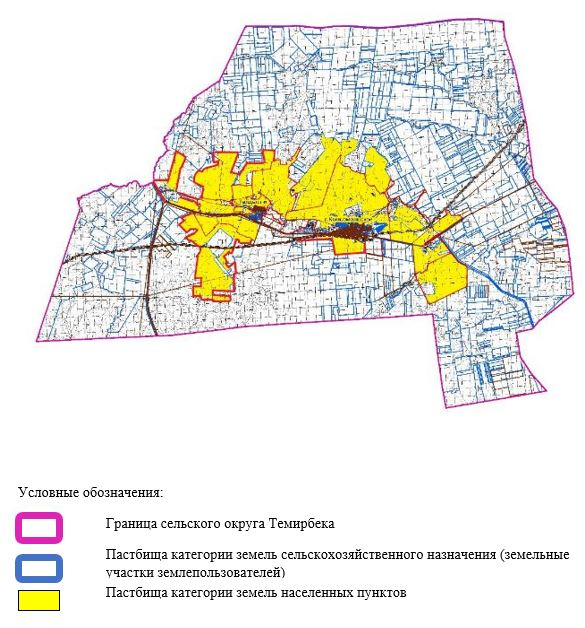 Условные обозначения:
Граница сельского округа Темирбека
Пастбища категории земель сельскохозяйственного назначения (земельные
участки землепользователей)
Пастбища категории земель населенных пунктов